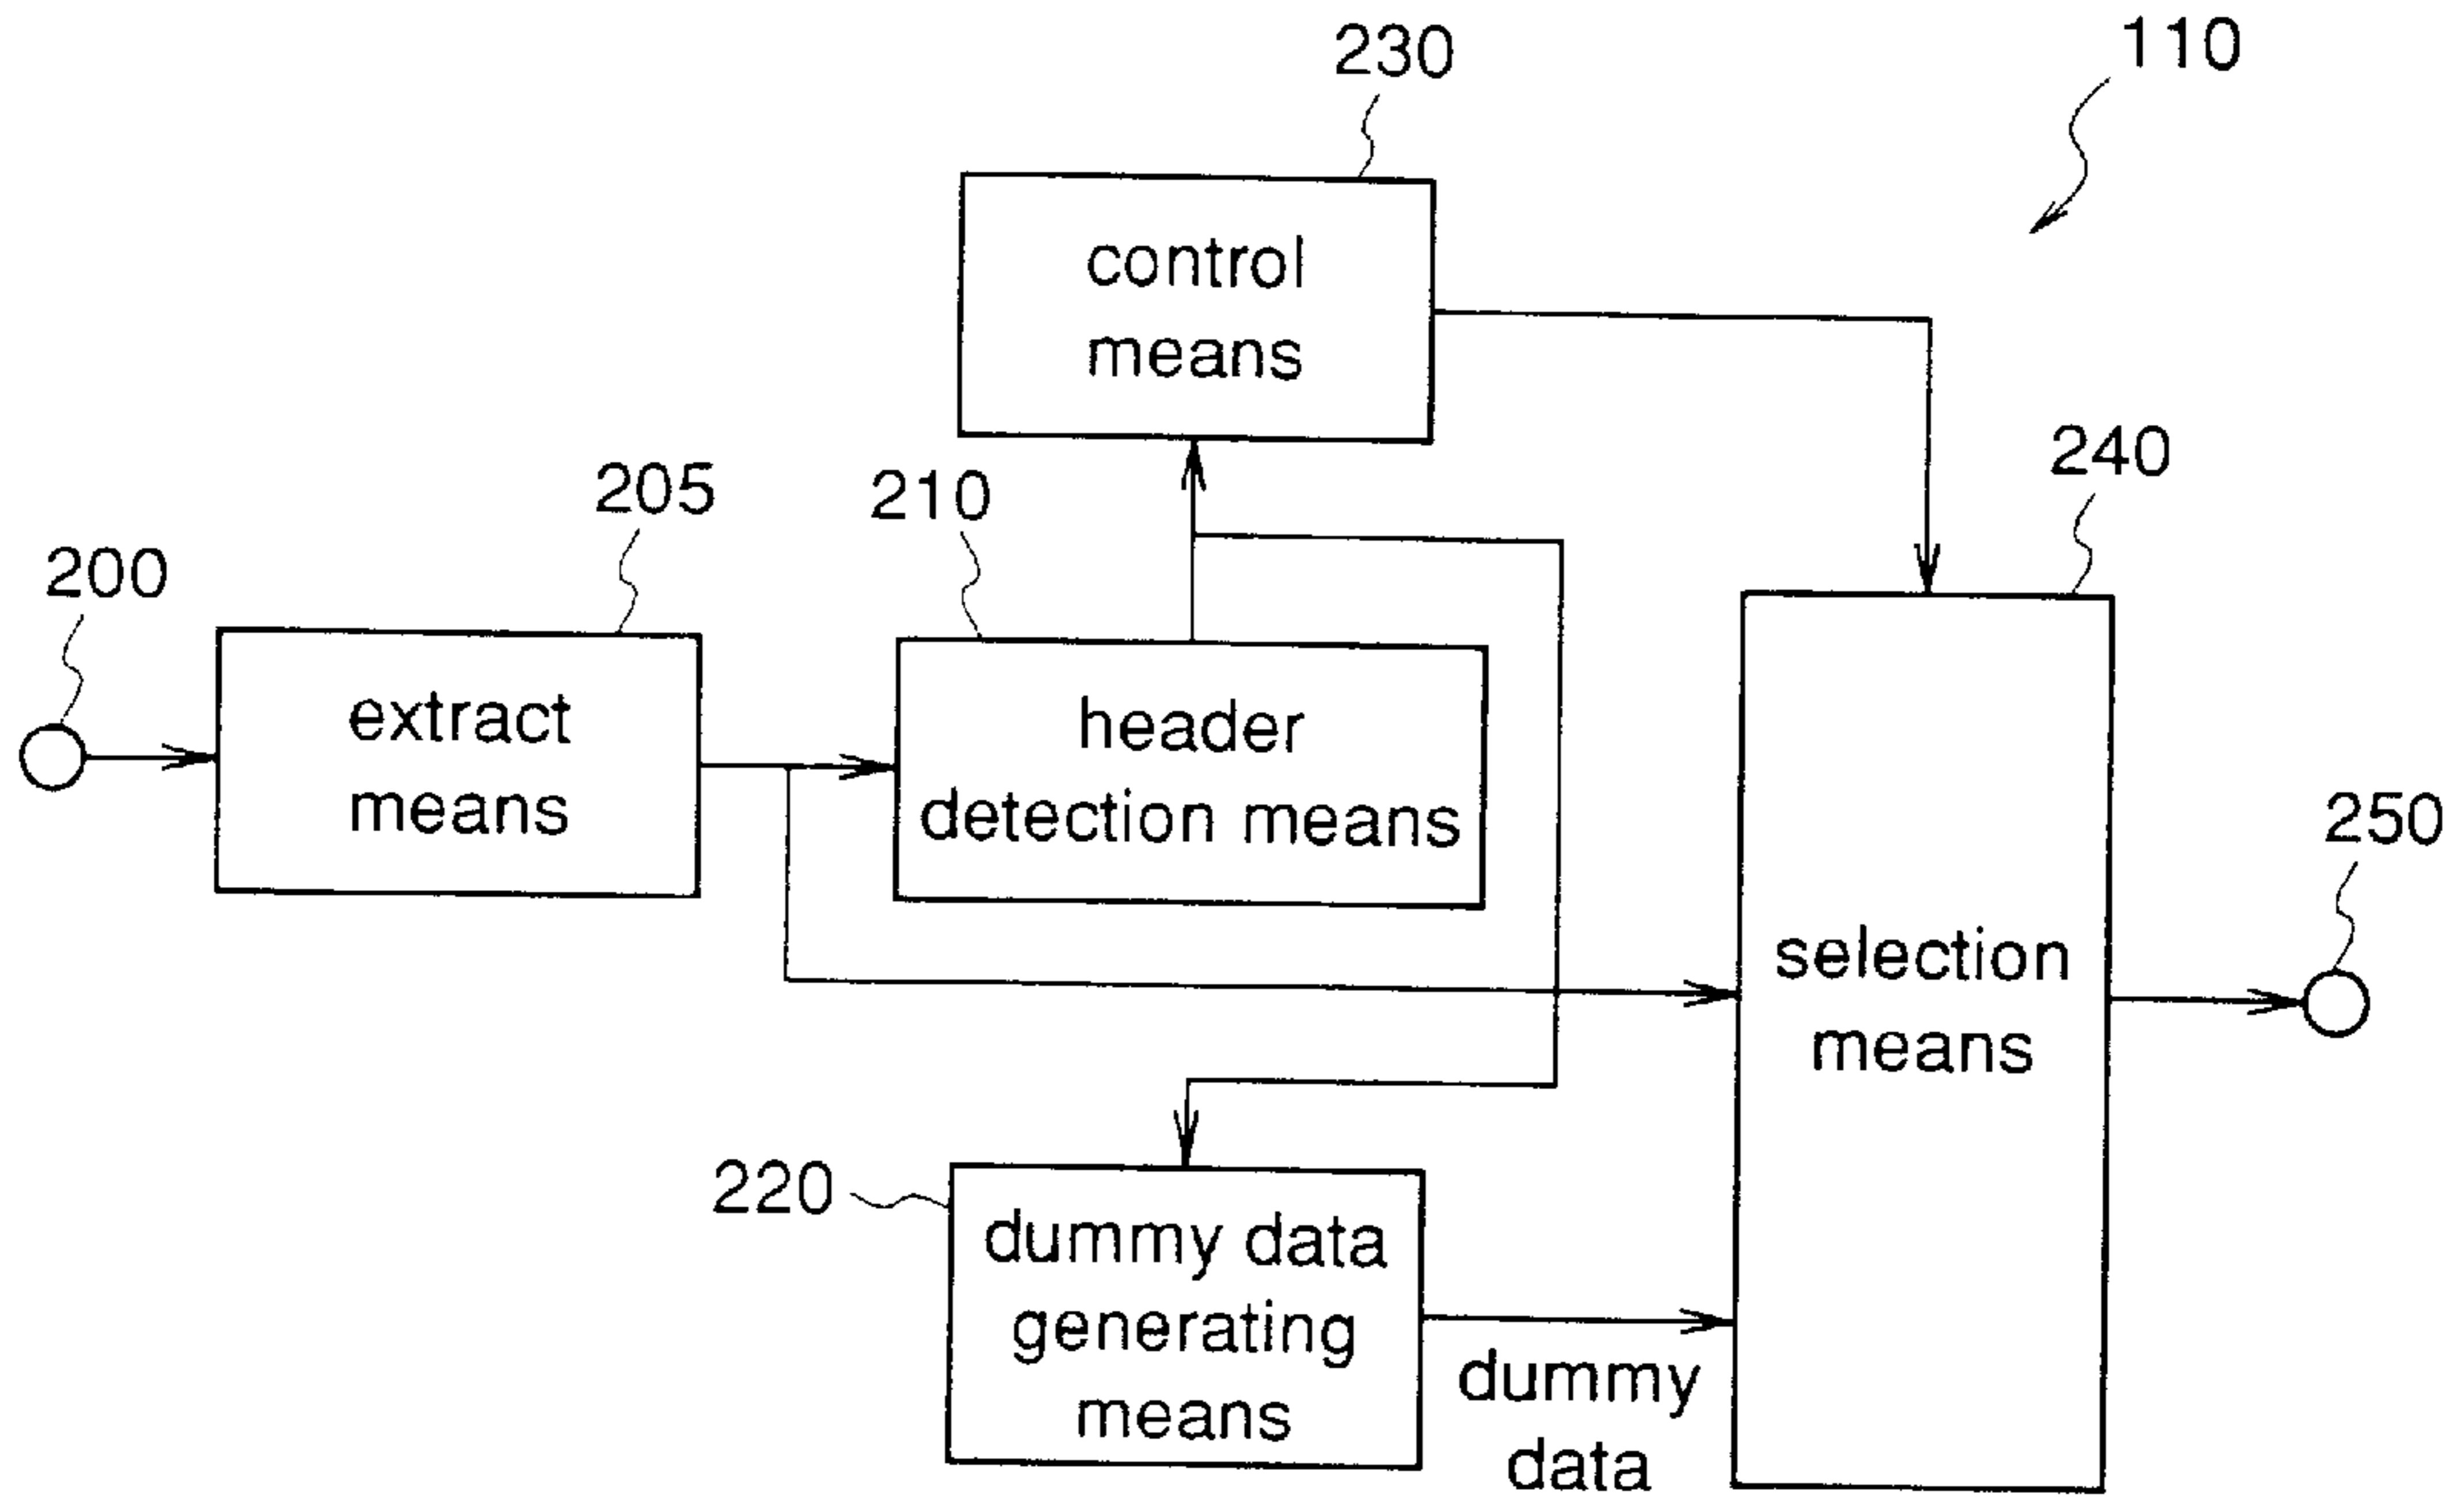 230
110
control
means
240
205
210
200
extract
means
header
detection means
250
selection
means
220
dummy data
generating
means
dummy
data